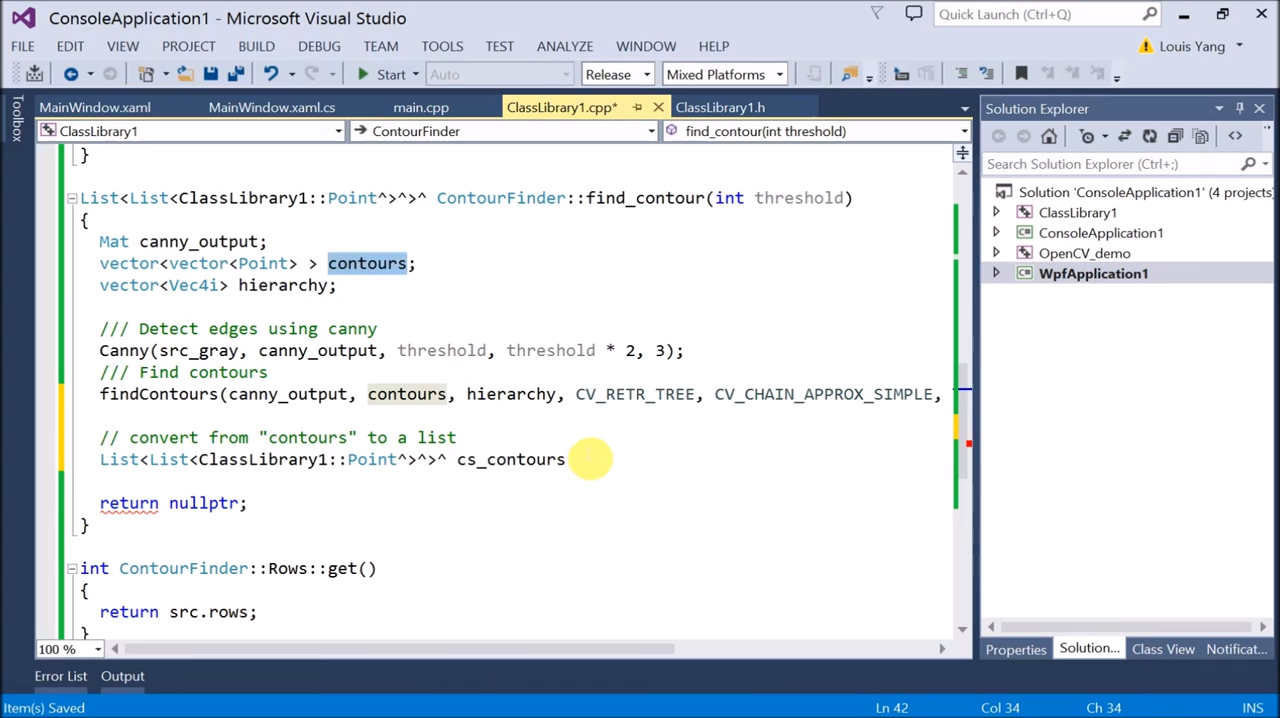 ConsoleApplication1 - Microsoft Visual Studio
Quick Launch (Ctrl+;)
FILE EDIT VIEW PROJECT BUILD DEBUG TEAM TOOLS TEST ANALYZE WINDOW HELP
Louis Yang
Start Auto Release Mixed Platforms
Toolbox
MainWindow.xaml MainWindow.xaml.cs main.cpp ClassLibrary1.cpp* ClassLibrary1.h
ClassLibrary1 ContourFinder find_contour(int threshold)
}
List<List<ClassLibrary1::Point^>^>^ ContourFinder::find_contour(int threshold)
{
Mat canny_output;
vector<vector<Point> > contours;
vector<Vec4i> hierarchy;
/// Detect edges using canny
Canny(src_gray, canny_output, threshold, threshold * 2, 3);
/// Find contours
findContours(canny_output, contours, hierarchy, CV_RETR_TREE, CV_CHAIN_APPROX_SIMPLE,
// convert from "contours" to a list
List<List<ClassLibrary1::Point^>^>^ cs_contours
return nullptr;
}
int ContourFinder::Rows::get()
{
return src.rows;
}
100 %
Solution Explorer
Search Solution Explorer (Ctrl+;)
Solution 'ConsoleApplication1' (4 projects)
ClassLibrary1
ConsoleApplication1
OpenCV_demo
WpfApplication1
Properties Solution... Class View Notificat...
Error List Output
Item(s) Saved Ln 42 Col 34 Ch 34 INS